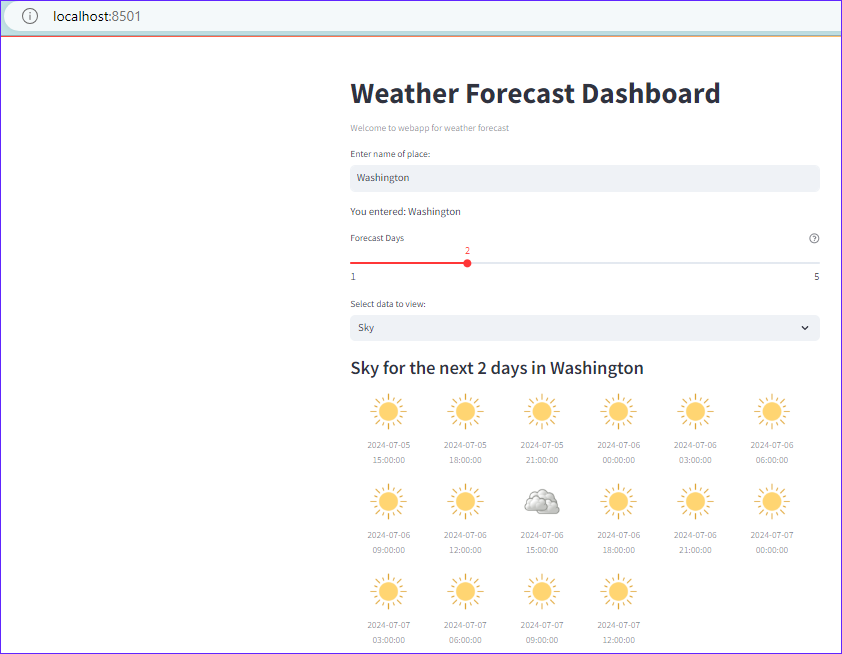 localhost:8501
Weather Forecast Dashboard
Welcome to webapp for weather forecast
Enter name of place:
Washington
You entered: Washington
Forecast Days
2
1 5
Select data to view:
Sky
Sky for the next 2 days in Washington
2024-07-05 2024-07-05 2024-07-05 2024-07-06 2024-07-06 2024-07-06
15:00:00 18:00:00 21:00:00 00:00:00 03:00:00 06:00:00
2024-07-06 2024-07-06 2024-07-06 2024-07-06 2024-07-06 2024-07-07
09:00:00 12:00:00 15:00:00 18:00:00 21:00:00 00:00:00
2024-07-07 2024-07-07 2024-07-07 2024-07-07
03:00:00 06:00:00 09:00:00 12:00:00